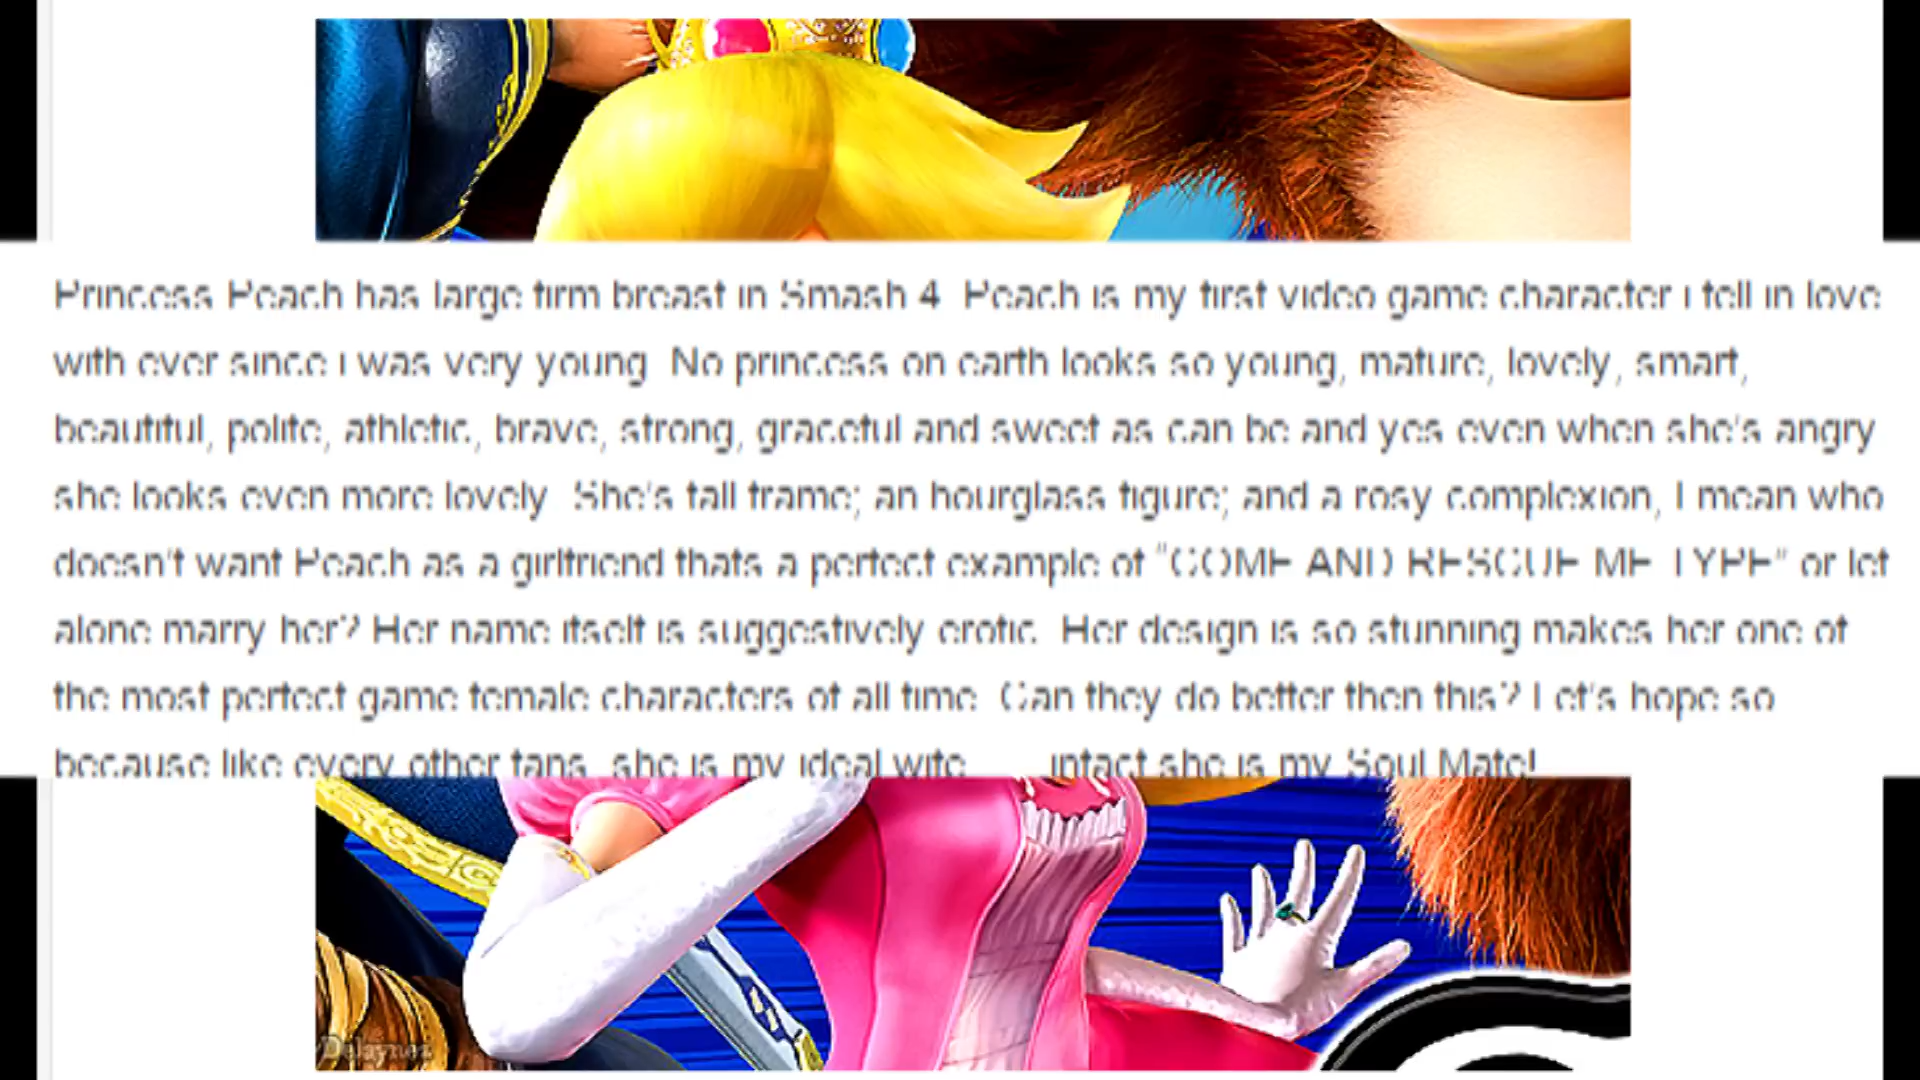 Princess Peach has large firm breast in Smash 4. Peach is my first video game character i fell in love
with ever since i was very young. No princess on earth looks so young, mature, lovely, smart,
beautiful, polite, athletic, brave, strong, graceful and sweet as can be and yes even when she's angry
she looks even more lovely. She's tall frame; an hourglass figure; and a rosy complexion, I mean who
doesn't want Peach as a girlfriend thats a perfect example of "COME AND RESCUE ME TYPE" or let
alone marry her? Her name itself is suggestively erotic. Her design is so stunning makes her one of
the most perfect game female characters of all time. Can they do better then this? Let's hope so
because like every other fans, she is my ideal wife...... infact she is my Soul Mate!
Delaynez